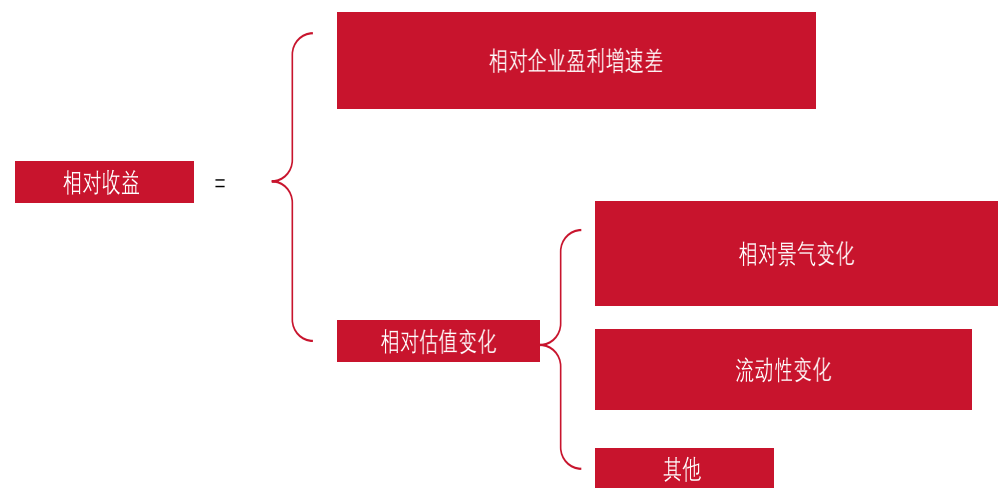 相对企业盈利增速差
相对收益
=
相对景气变化
相对估值变化
流动性变化
其他